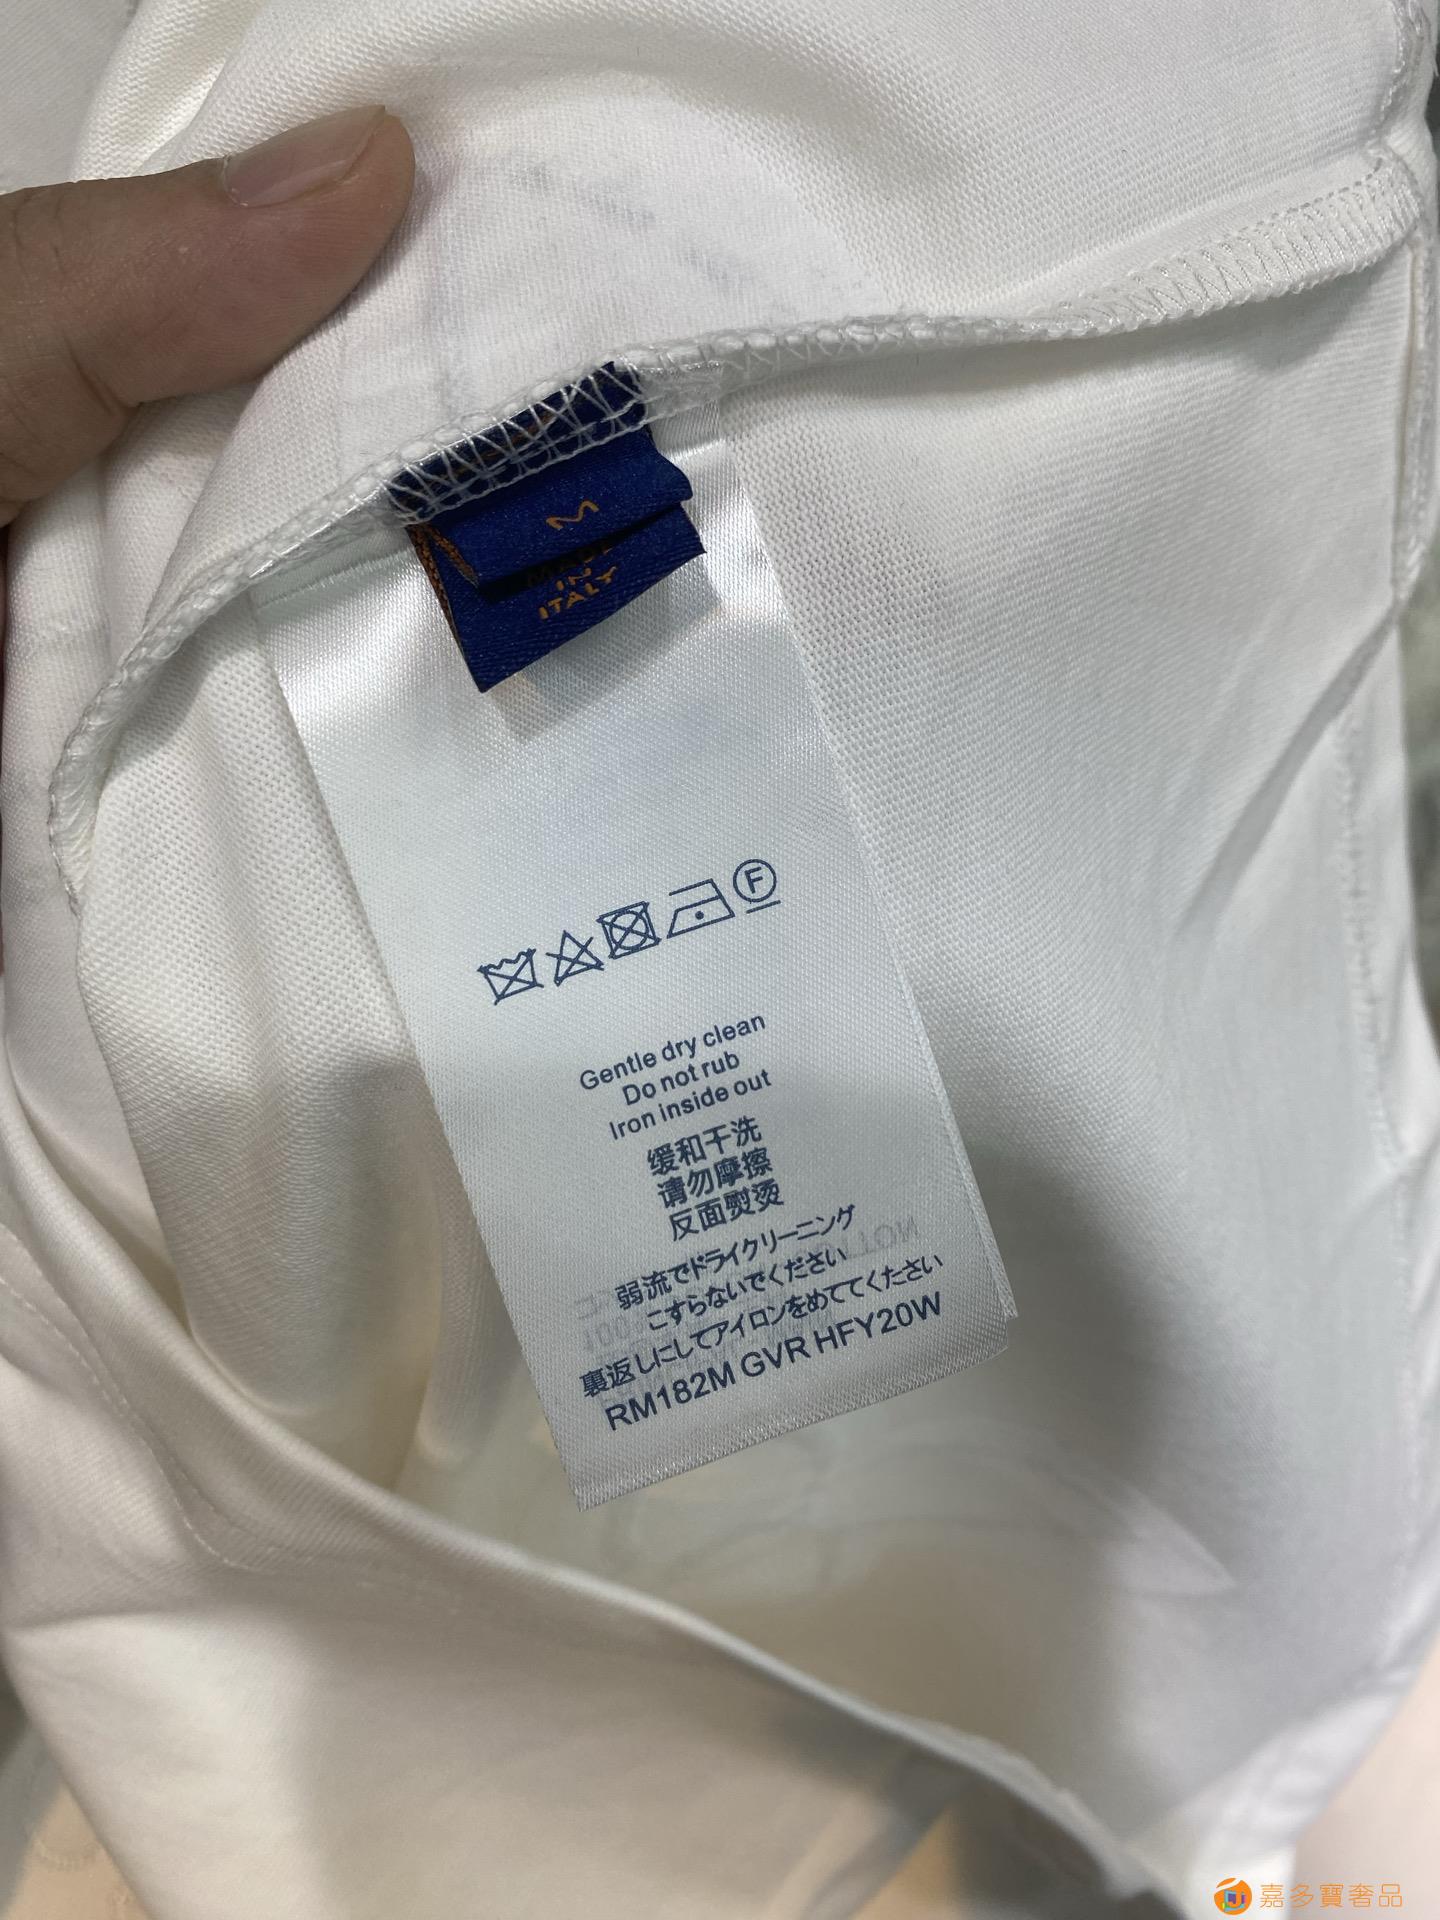 M
MADE
IN
ITALY
F
Gentle dry clean
Do not rub
Iron inside out
缓和干洗
请勿摩擦
反面熨烫
弱流でドライクリーニング
こすらないでください
裏返しにしてアイロンをめててくたさい
RM182M GVR HFY20W
嘉多寶奢品